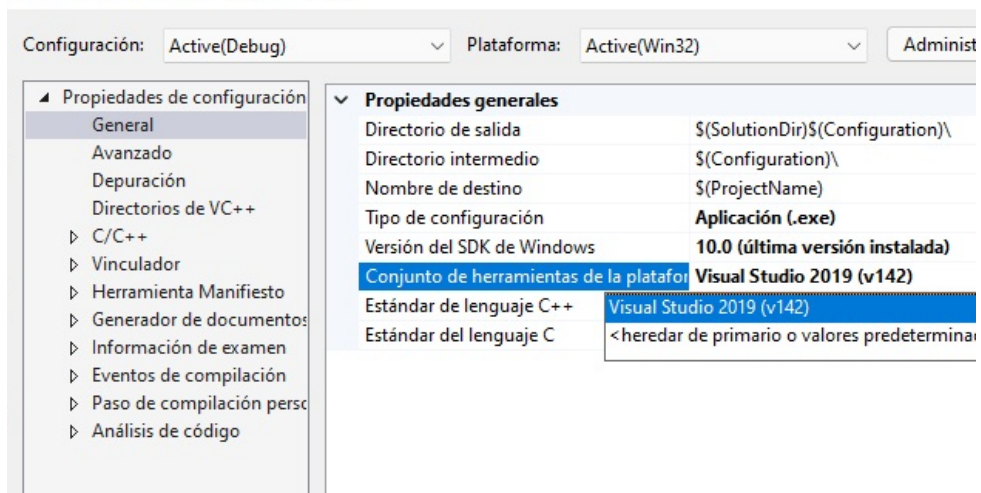 Configuración: Active(Debug) Plataforma: Active(Win32) Administ
Propiedades de configuración
General
Avanzado
Depuración
Directorios de VC++
C/C++
Vinculador
Herramienta Manifiesto
Generador de documentos
Información de examen
Eventos de compilación
Paso de compilación perso
Análisis de código
Propiedades generales
Directorio de salida $(SolutionDir)$(Configuration)\
Directorio intermedio $(Configuration)\
Nombre de destino $(ProjectName)
Tipo de configuración Aplicación (.exe)
Versión del SDK de Windows 10.0 (última versión instalada)
Conjunto de herramientas de la platafor Visual Studio 2019 (v142)
Estándar de lenguaje C++ Visual Studio 2019 (v142)
Estándar del lenguaje C <heredar de primario o valores predetermina